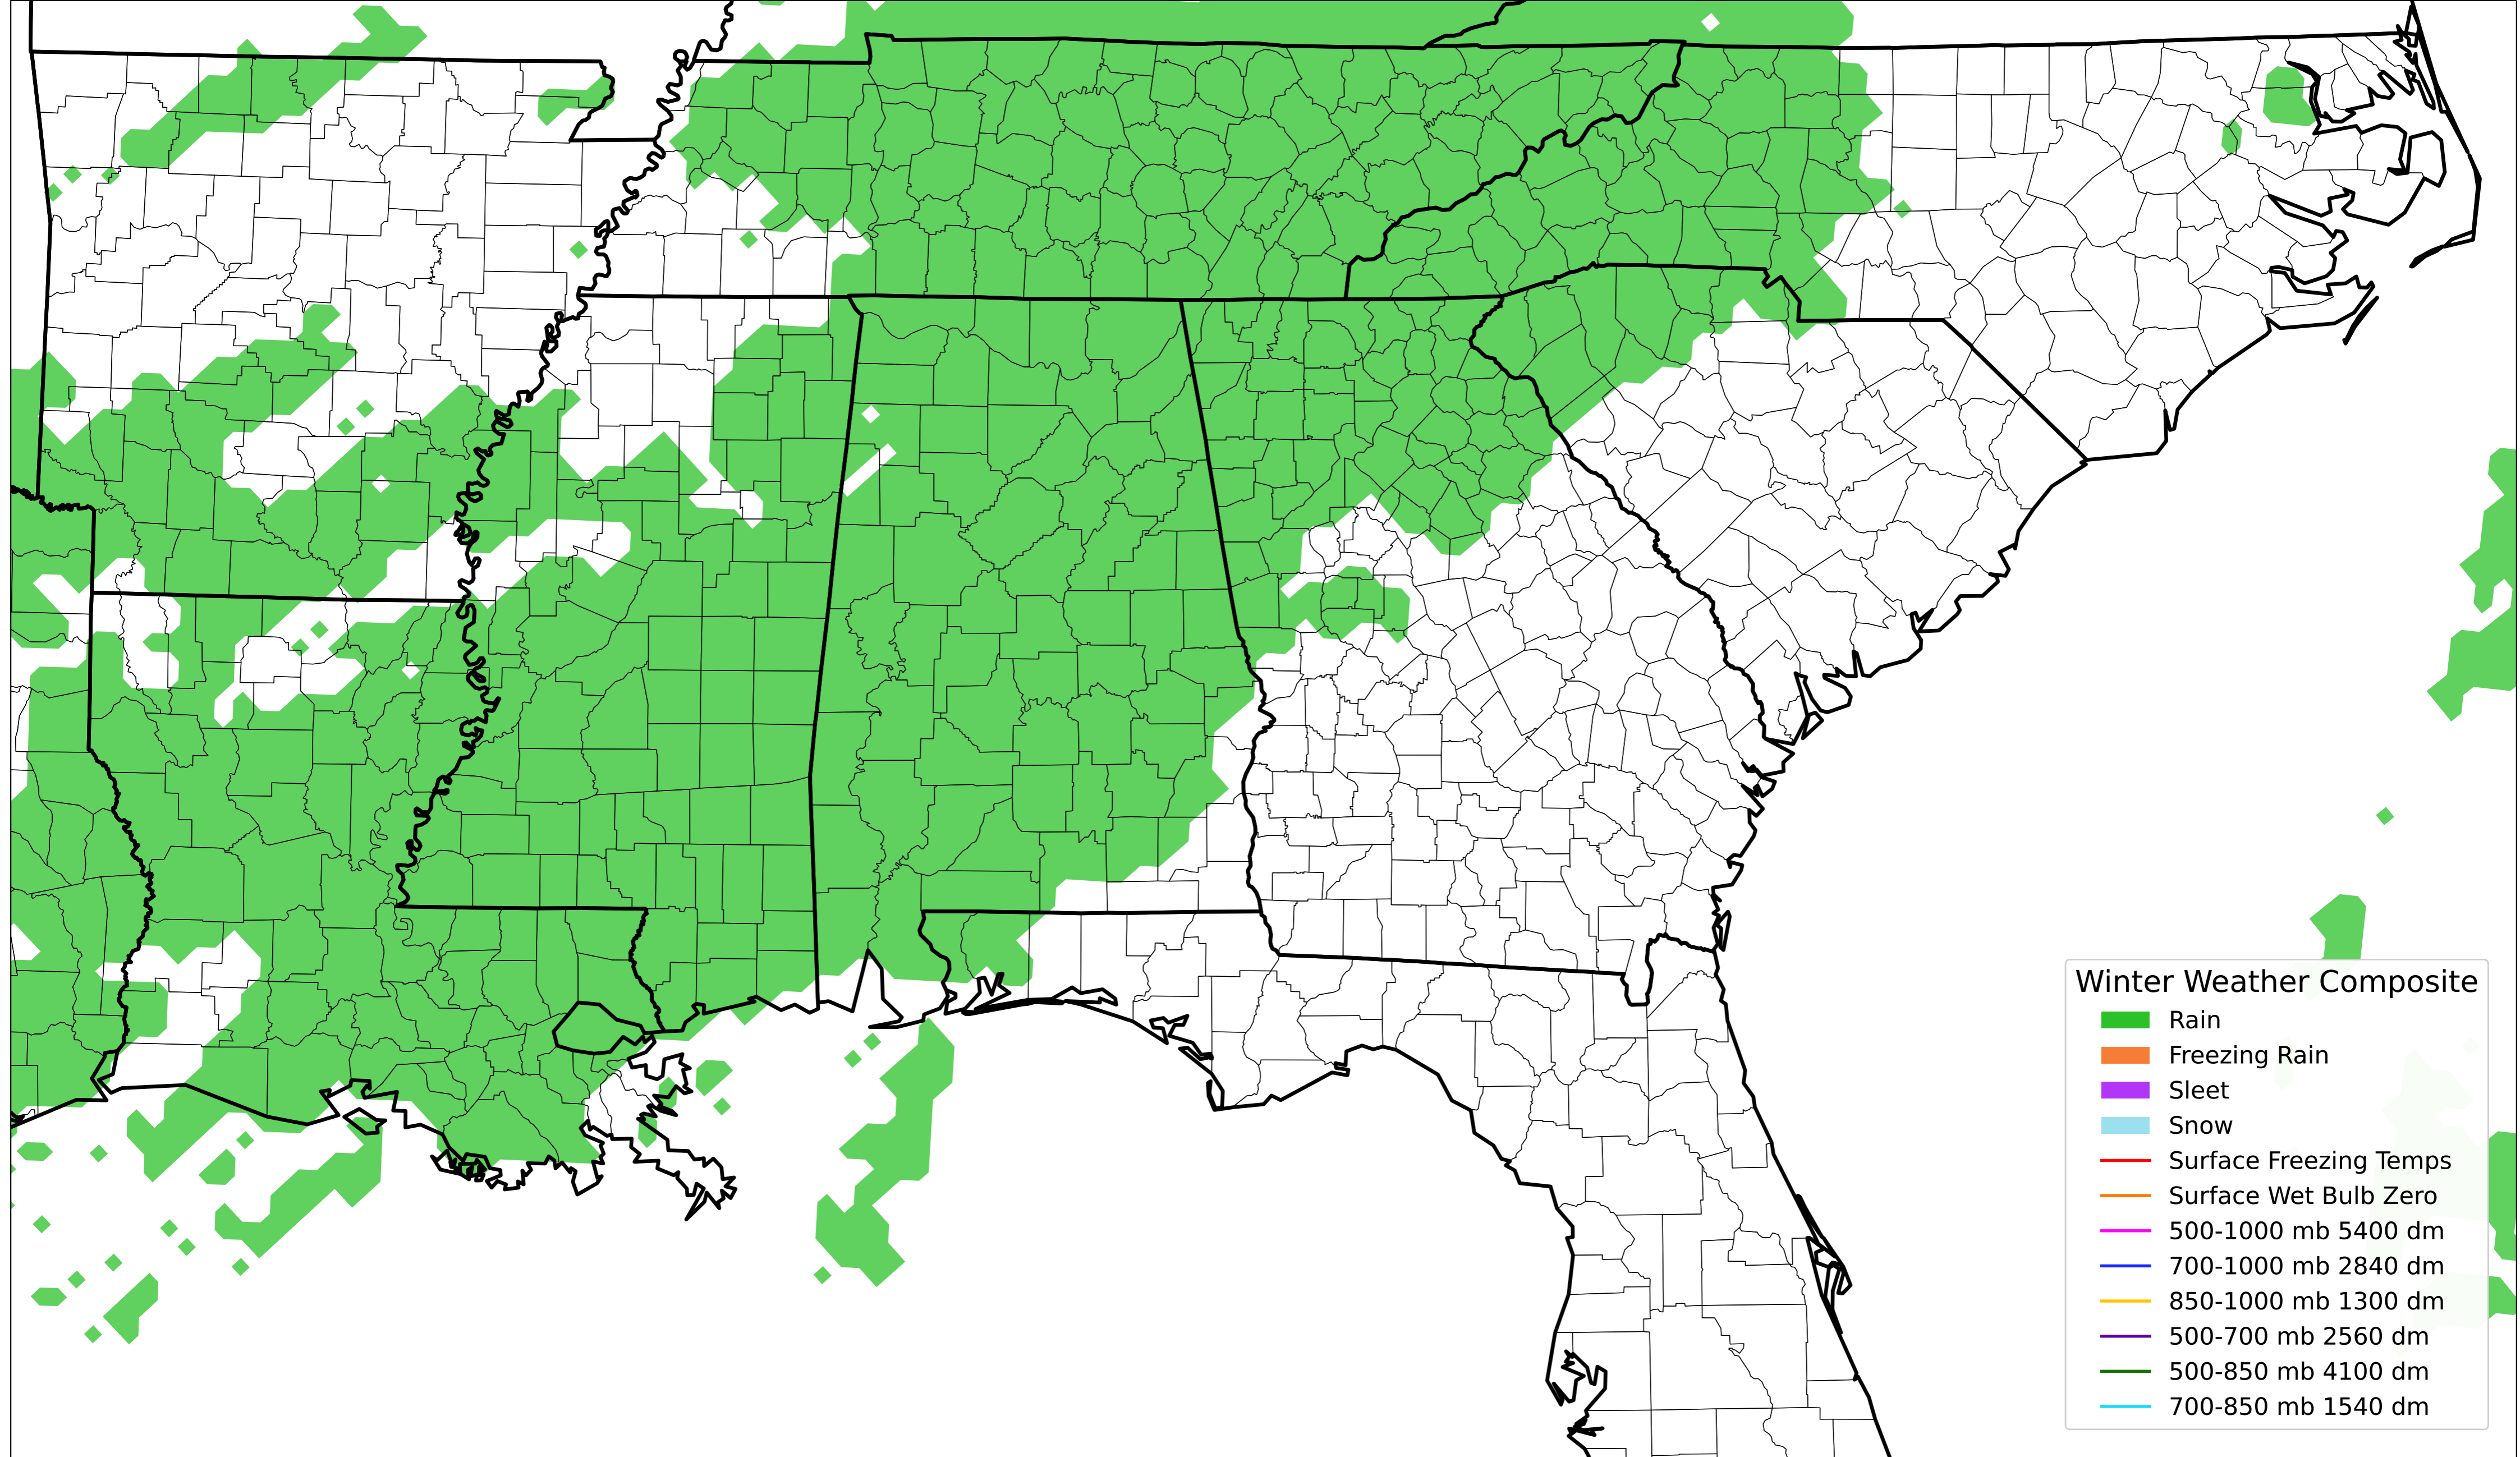 Winter Weather Composite
Rain
Freezing Rain
Sleet
Snow
Surface Freezing Temps
Surface Wet Bulb Zero
500-1000 mb 5400 dm
700-1000 mb 2840 dm
850-1000 mb 1300 dm
500-700 mb 2560 dm
500-850 mb 4100 dm
700-850 mb 1540 dm